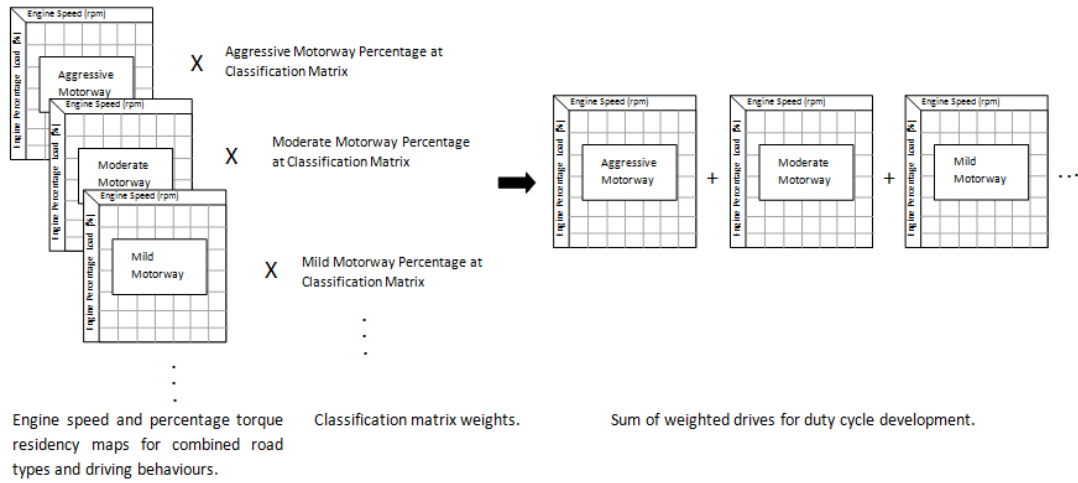 Engine Speed (rpm)
Engine Percentage Load [%]
Aggressive
Motorway
X
Aggressive Motorway Percentage at
Classification Matrix
Engine Speed (rpm)
Engine Percentage Load [%]
Moderate
Motorway
X
Moderate Motorway Percentage
at Classification Matrix
Engine Speed (rpm)
Engine Percentage Load [%]
Mild
Motorway
X
Mild Motorway Percentage at
Classification Matrix
Engine Speed (rpm)
Engine Percentage Load [%]
Aggressive
Motorway
+
Engine Speed (rpm)
Engine Percentage Load [%]
Moderate
Motorway
+
Engine Speed (rpm)
Engine Percentage Load [%]
Mild
Motorway
...
Engine speed and percentage torque
residency maps for combined road
types and driving behaviours.
Classification matrix weights.
Sum of weighted drives for duty cycle development.